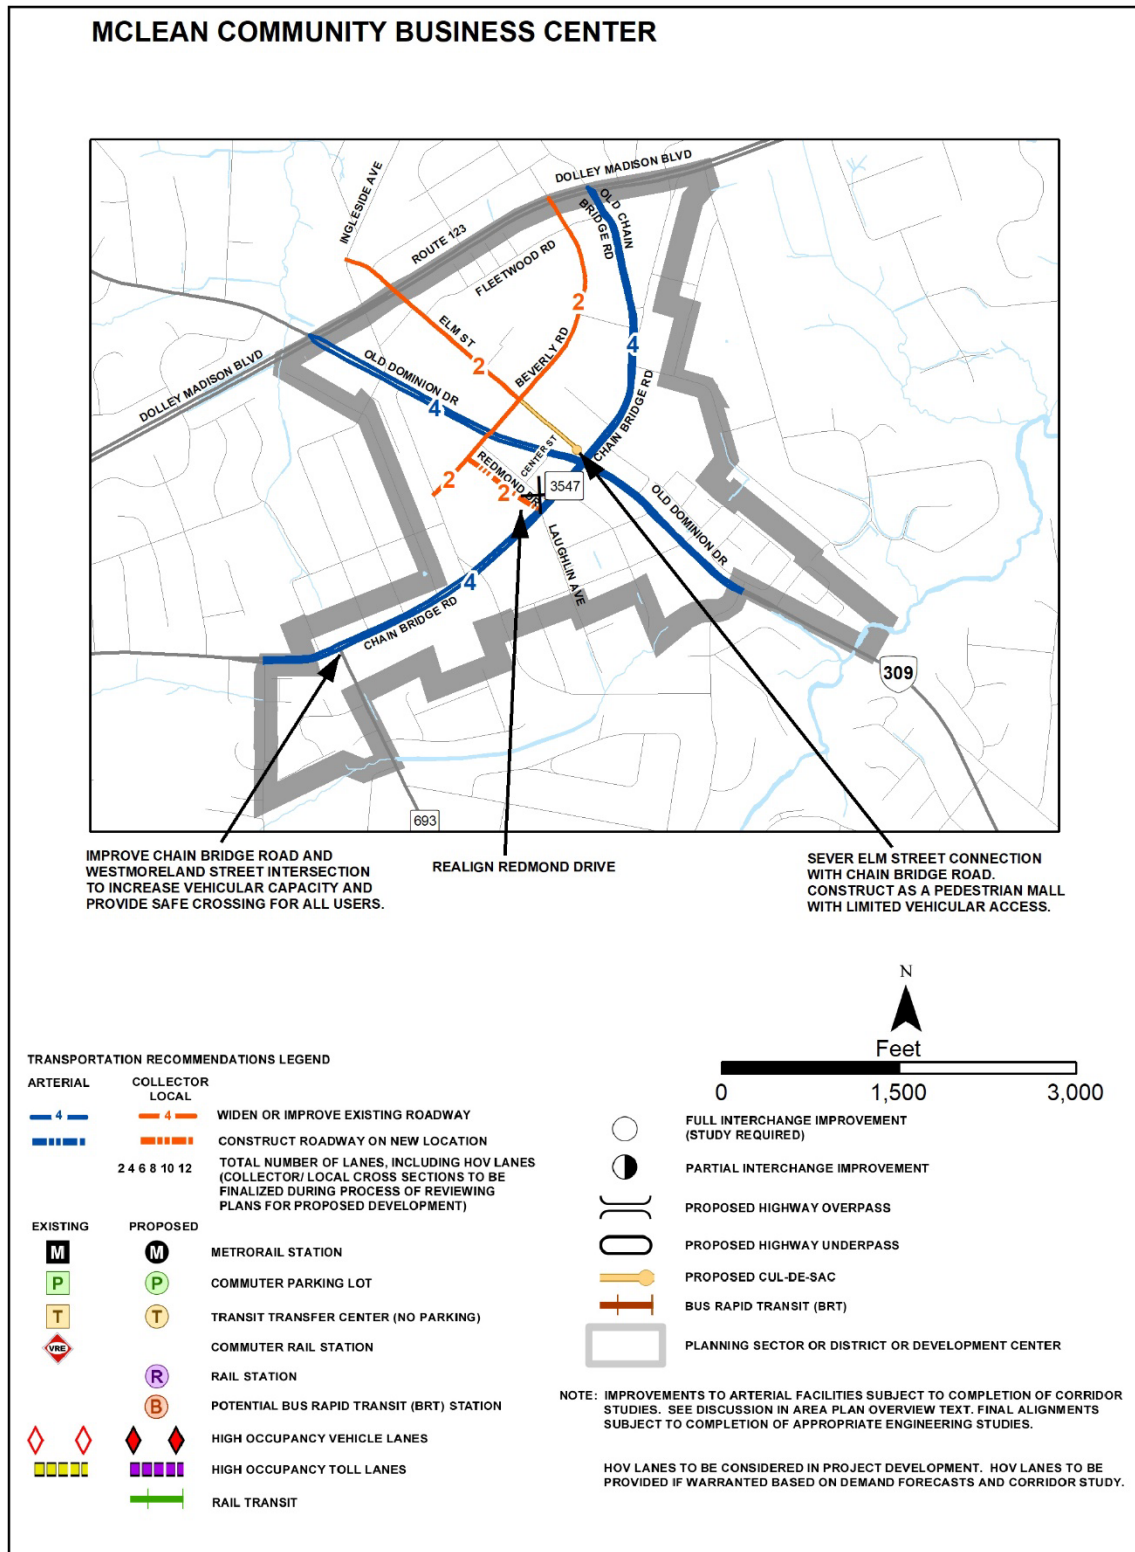 MCLEAN COMMUNITY BUSINESS CENTER
DOLLEY MADISON BLVD
INGLESIDE AVE
OLD CHAIN
BRIDGE RD
ROUTE 123
FLEETWOOD RD
2
ELM ST
BEVERLY RD
4
DOLLEY MADISON BLVD
OLD DOMINION DR
2
4
CHAIN BRIDGE RD
CENTER ST
REDMOND DR
2
2
3547
OLD DOMINION DR
LAUGHLIN AVE
4
CHAIN BRIDGE RD
309
693
IMPROVE CHAIN BRIDGE ROAD AND
WESTMORELAND STREET INTERSECTION
TO INCREASE VEHICULAR CAPACITY AND
PROVIDE SAFE CROSSING FOR ALL USERS.
REALIGN REDMOND DRIVE
SEVER ELM STREET CONNECTION
WITH CHAIN BRIDGE ROAD.
CONSTRUCT AS A PEDESTRIAN MALL
WITH LIMITED VEHICULAR ACCESS.
N
Feet
0 1,500 3,000
TRANSPORTATION RECOMMENDATIONS LEGEND
ARTERIAL COLLECTOR
LOCAL
4 4 WIDEN OR IMPROVE EXISTING ROADWAY
CONSTRUCT ROADWAY ON NEW LOCATION
2 4 6 8 10 12 TOTAL NUMBER OF LANES, INCLUDING HOV LANES
(COLLECTOR/ LOCAL CROSS SECTIONS TO BE
FINALIZED DURING PROCESS OF REVIEWING
PLANS FOR PROPOSED DEVELOPMENT)
EXISTING PROPOSED
M M METRORAIL STATION
P P COMMUTER PARKING LOT
T T TRANSIT TRANSFER CENTER (NO PARKING)
VRE COMMUTER RAIL STATION
R RAIL STATION
B POTENTIAL BUS RAPID TRANSIT (BRT) STATION
HIGH OCCUPANCY VEHICLE LANES
HIGH OCCUPANCY TOLL LANES
RAIL TRANSIT
FULL INTERCHANGE IMPROVEMENT
(STUDY REQUIRED)
PARTIAL INTERCHANGE IMPROVEMENT
PROPOSED HIGHWAY OVERPASS
PROPOSED HIGHWAY UNDERPASS
PROPOSED CUL-DE-SAC
BUS RAPID TRANSIT (BRT)
PLANNING SECTOR OR DISTRICT OR DEVELOPMENT CENTER
NOTE: IMPROVEMENTS TO ARTERIAL FACILITIES SUBJECT TO COMPLETION OF CORRIDOR
STUDIES. SEE DISCUSSION IN AREA PLAN OVERVIEW TEXT. FINAL ALIGNMENTS
SUBJECT TO COMPLETION OF APPROPRIATE ENGINEERING STUDIES.
HOV LANES TO BE CONSIDERED IN PROJECT DEVELOPMENT. HOV LANES TO BE
PROVIDED IF WARRANTED BASED ON DEMAND FORECASTS AND CORRIDOR STUDY.